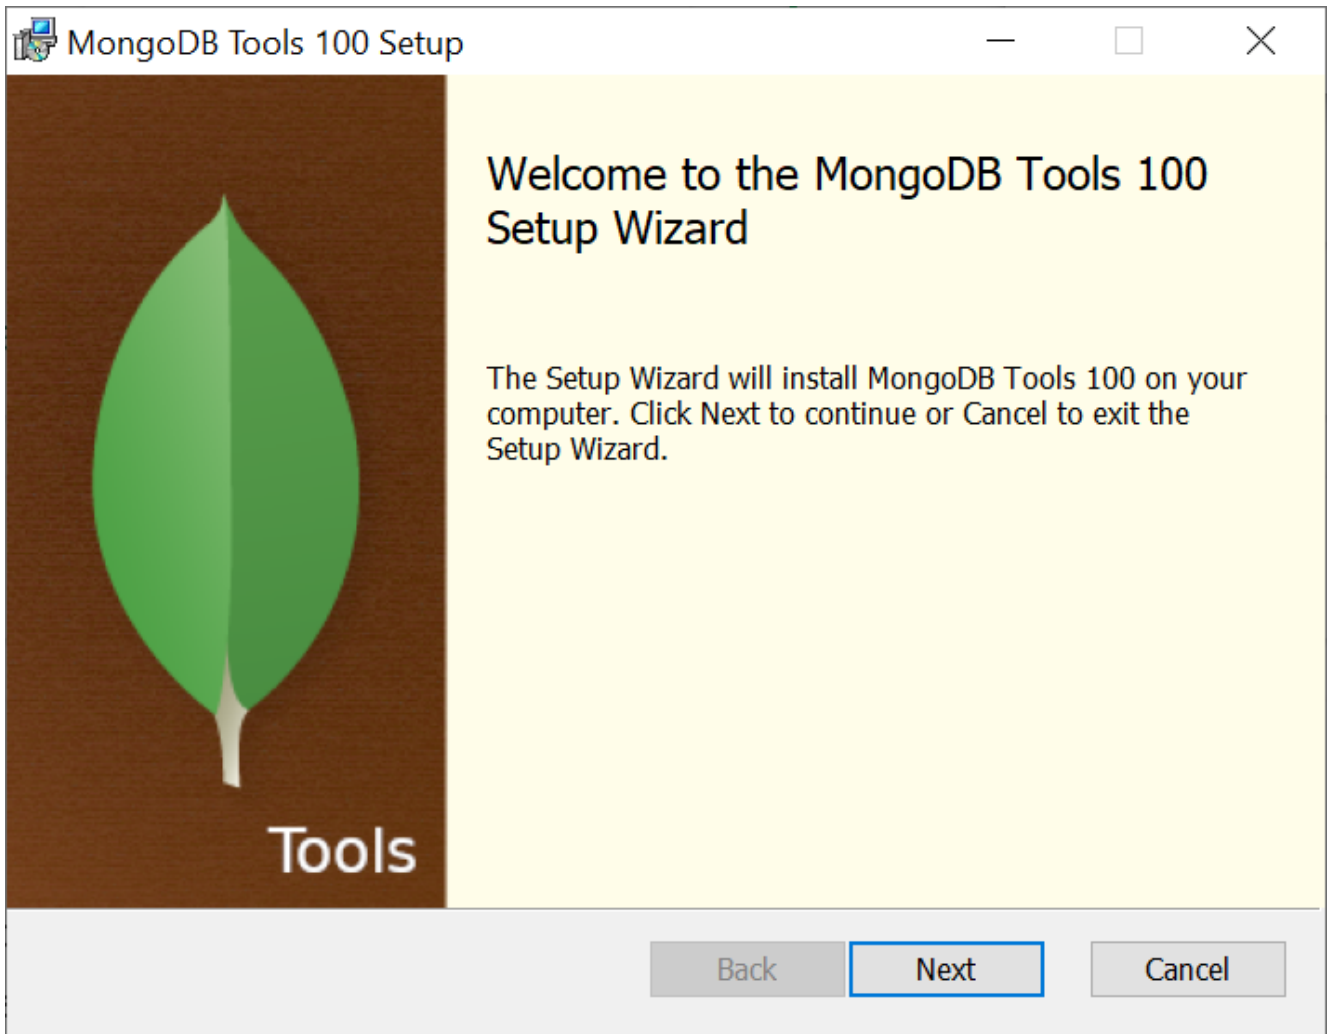 MongoDB Tools 100 Setup
Welcome to the MongoDB Tools 100
Setup Wizard
The Setup Wizard will install MongoDB Tools 100 on your
computer. Click Next to continue or Cancel to exit the
Setup Wizard.
Tools
Back Next Cancel